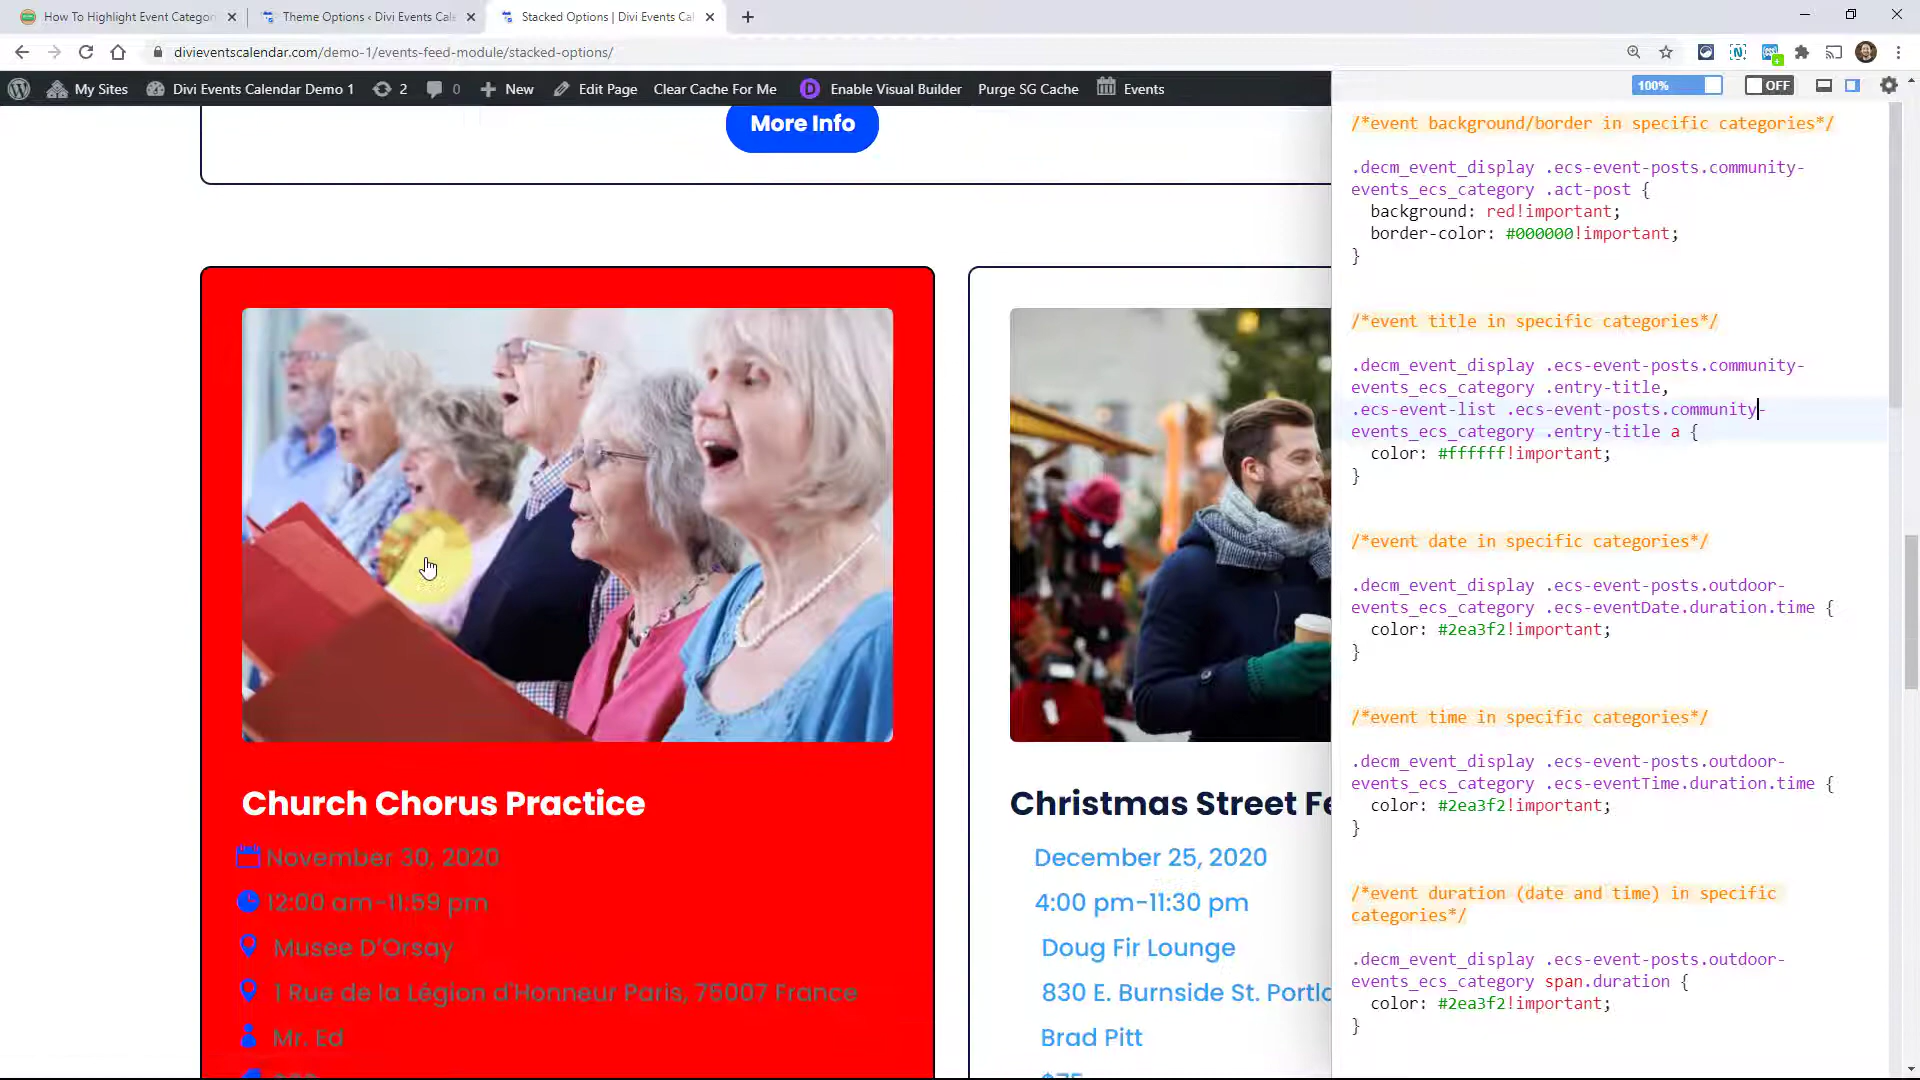 How To Highlight Event Catego
Theme Options ‹ Divi Events Cale
Stacked Options | Divi Events Cal
divieventscalendar.com/demo-1/events-feed-module/stacked-options/
My Sites
Divi Events Calendar Demo 1
2
0
New
Edit Page
Clear Cache For Me
Enable Visual Builder
Purge SG Cache
Events
100%
OFF
More Info
Church Chorus Practice
November 30, 2020
12:00 am-11:59 pm
Musee D'Orsay
1 Rue de la Légion d'Honneur Paris, 75007 France
Mr. Ed
Christmas Street Fe
December 25, 2020
4:00 pm-11:30 pm
Doug Fir Lounge
830 E. Burnside St. Portlo
Brad Pitt
$75
/*event background/border in specific categories*/
.decm_event_display .ecs-event-posts.community-
events_ecs_category .act-post {
background: red!important;
border-color: #000000!important;
}
/*event title in specific categories*/
.decm_event_display .ecs-event-posts.community-
events_ecs_category .entry-title,
.ecs-event-list .ecs-event-posts.community-
events_ecs_category .entry-title a {
color: #ffffff!important;
}
/*event date in specific categories*/
.decm_event_display .ecs-event-posts.outdoor-
events_ecs_category .ecs-eventDate.duration.time {
color: #2ea3f2!important;
}
/*event time in specific categories*/
.decm_event_display .ecs-event-posts.outdoor-
events_ecs_category .ecs-eventTime.duration.time {
color: #2ea3f2!important;
}
/*event duration (date and time) in specific
categories*/
.decm_event_display .ecs-event-posts.outdoor-
events_ecs_category span.duration {
color: #2ea3f2!important;
}